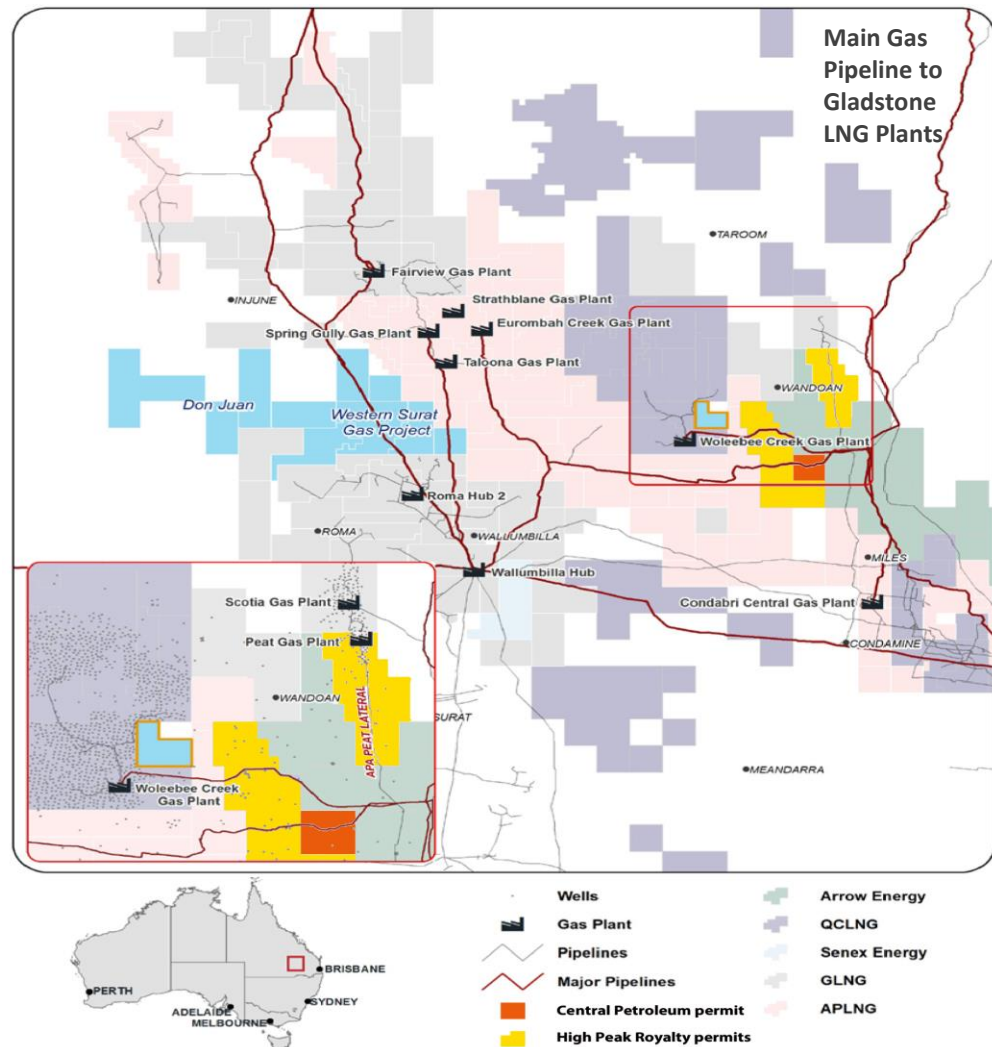 Main Gas
Pipeline to
Gladstone
LNG Plants
TAROOM
Fairview Gas Plant
INJUNE
Strathblane Gas Plant
Spring Gully Gas Plant
Eurombah Creek Gas Plant
Taloona Gas Plant
WANDOAN
Don Juan
Western Surat
Gas Project
Woleebee Creek Gas Plant
Roma Hub 2
ROMA
WALLUMBILLA
MILES
Wallumbilla Hub
Scotia Gas Plant
Condabri Central Gas Plant
Peat Gas Plant
CONDAMINE
WANDOAN
APA PEAT LATERAL
SURAT
MEANDARRA
Woleebee Creek
Gas Plant
Wells
Arrow Energy
Gas Plant
QCLNG
Pipelines
Senex Energy
Major Pipelines
GLNG
Central Petroleum permit
APLNG
High Peak Royalty permits
BRISBANE
PERTH
SYDNEY
ADELAIDE
MELBOURNE